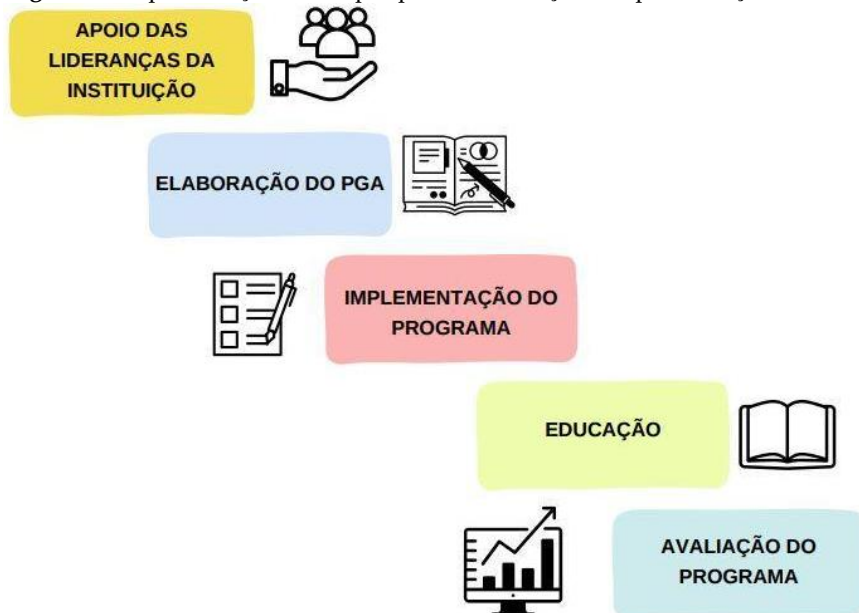 APOIO DAS
LIDERANÇAS DA
INSTITUIÇÃO
ELABORAÇÃO DO PGA
IMPLEMENTAÇÃO DO
PROGRAMA
EDUCAÇÃO
AVALIAÇÃO DO
PROGRAMA